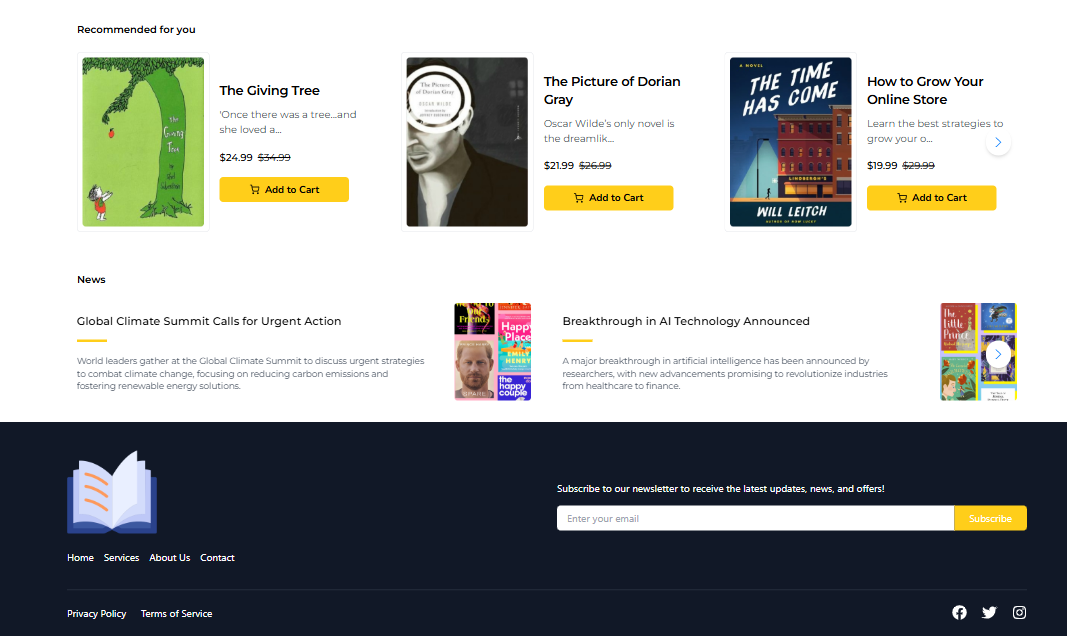 Recommended for you
The Giving Tree
'Once there was a tree...and
she loved a...
$24.99 $34.99
Add to Cart
The Picture of Dorian
Gray
Oscar Wilde's only novel is
the dreamlik...
$21.99 $26.99
Add to Cart
How to Grow Your
Online Store
Learn the best strategies to
grow your o...
$19.99 $29.99
Add to Cart
the
Giving
Tree
by
The Picture
of Dorian Gray
OSCAR WILDE
A NOVEL
THE TIME
HAS COME
LINDBERGH'S
WILL LEITCH
AUTHOR OF HOW LUCKY
News
Global Climate Summit Calls for Urgent Action
World leaders gather at the Global Climate Summit to discuss urgent strategies
to combat climate change, focusing on reducing carbon emissions and
fostering renewable energy solutions.
Happy
Place
EMILY
HENRY
SPARE
the
happy
couple
Breakthrough in AI Technology Announced
A major breakthrough in artificial intelligence has been announced by
researchers, with new advancements promising to revolutionize industries
from healthcare to finance.
The
Little
Prince
Subscribe to our newsletter to receive the latest updates, news, and offers!
Enter your email
Subscribe
Home Services About Us Contact
Privacy Policy Terms of Service